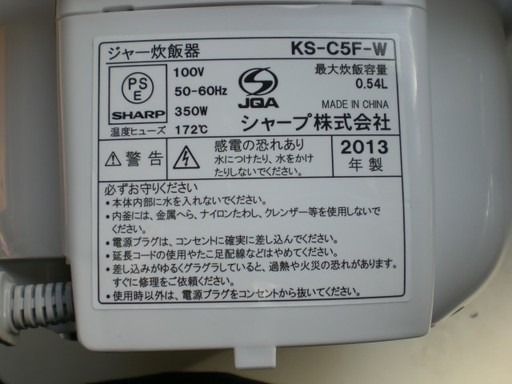 ジャー炊飯器 KS-C5F-W
PS
E
SHARP
100V
50-60Hz
350W
温度ヒューズ 172℃
JQA
最大炊飯容量
0.54L
MADE IN CHINA
シャープ株式会社
警告
感電の恐れあり
水につけたり、水をかけ
たりしないでください。
2013
年製
必ずお守りください
・本体内部に水を入れないでください。
・内釜には、金属へら、ナイロンたわし、クレンザー等を使用しないで
ください。
・電源プラグは、コンセントに確実に差し込んでください。
・延長コードの使用やたこ足配線などはやめてください。
・差し込みがゆるくグラグラしていると、過熱や火災の恐れがあります。
すぐに修理をご依頼ください。
・使用時以外は、電源プラグをコンセントから抜いてください。